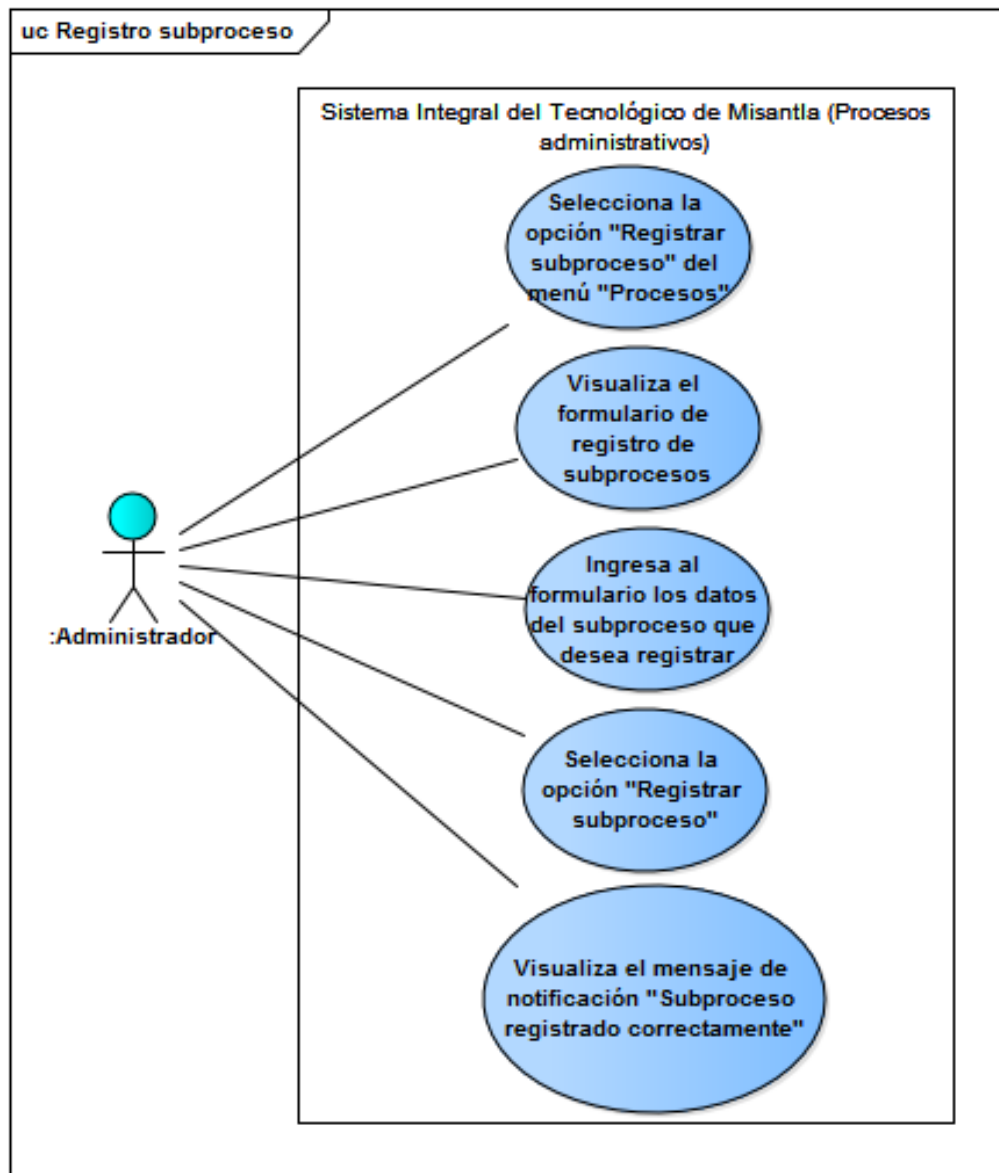 uc Registro subproceso
Sistema Integral del Tecnológico de Misantla (Procesos
administrativos)
Selecciona la
opción "Registrar
subproceso" del
menú "Procesos"
Visualiza el
formulario de
registro de
subprocesos
Ingresa al
formulario los datos
del subproceso que
desea registrar
:Administrador
Selecciona la
opción "Registrar
subproceso"
Visualiza el mensaje de
notificación "Subproceso
registrado correctamente"